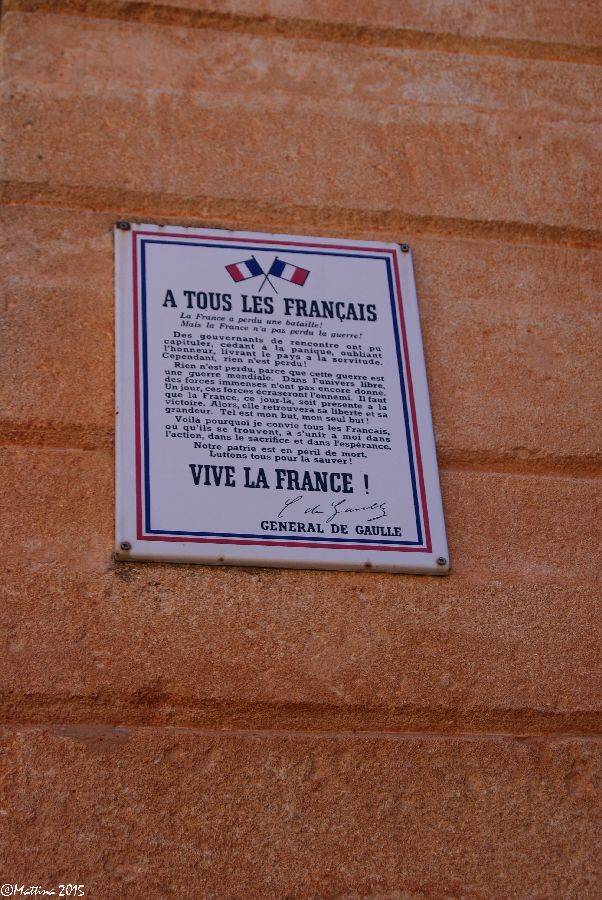 A TOUS LES FRANÇAIS
La France a perdu une bataille!
Mais la France n'a pas perdu la guerre!
Des gouvernants de rencontre ont pu
capituler, cédant à la panique, oubliant
l'honneur, livrant le pays à la servitude.
Cependant, rien n'est perdu!
Rien n'est perdu, parce que cette guerre est
une guerre mondiale. Dans l'univers libre,
des forces immenses n'ont pas encore donné.
Un jour, ces forces écraseront l'ennemi. Il faut
que la France, ce jour-là, soit présente à la
victoire. Alors, elle retrouvera sa liberté et sa
grandeur. Tel est mon but, mon seul but!
Voilà pourquoi je convie tous les Français,
où qu'ils se trouvent, à s'unir à moi dans
l'action, dans le sacrifice et dans l'espérance.
Notre patrie est en péril de mort.
Luttons tous pour la sauver!
VIVE LA FRANCE !
C de Gaulle
GÉNÉRAL DE GAULLE
©Mattina 2015